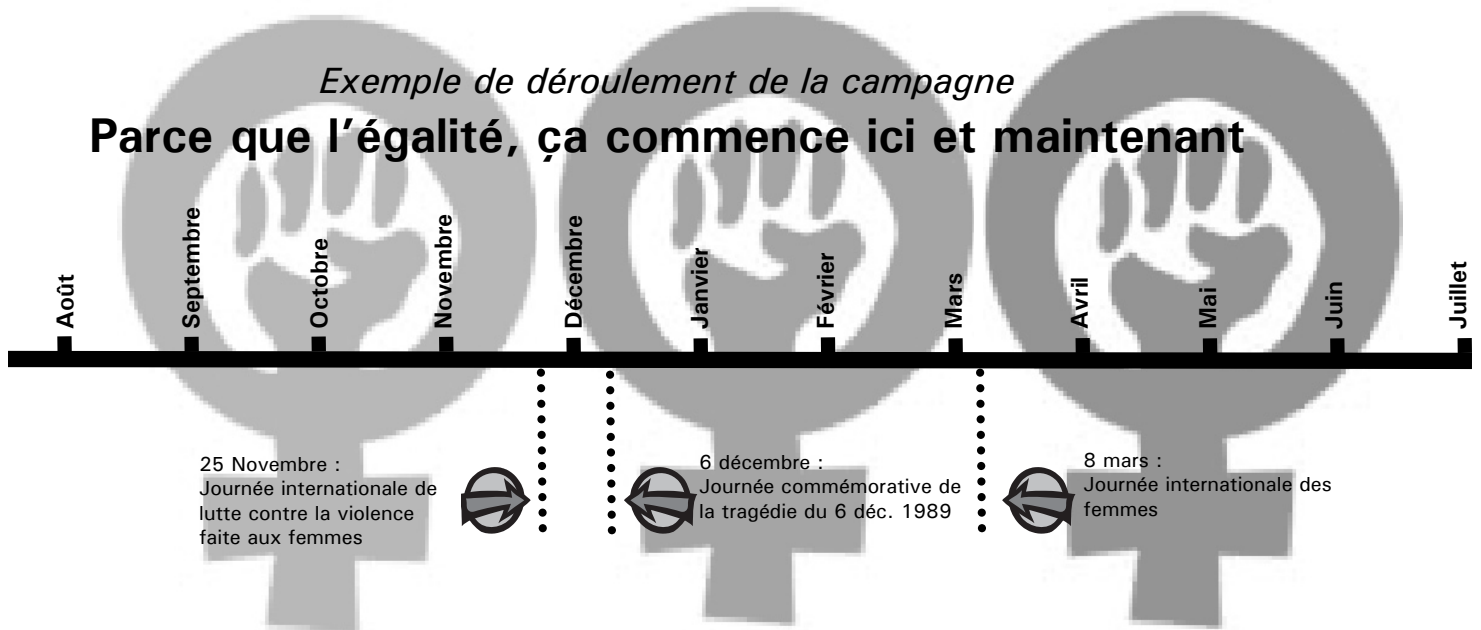 Exemple de déroulement de la campagne
Parce que l'égalité, ça commence ici et maintenant
Août
Septembre
Octobre
Novembre
Décembre
Janvier
Février
Mars
Avril
Mai
Juin
Juillet
25 Novembre :
Journée internationale de
lutte contre la violence
faite aux femmes
6 décembre :
Journée commémorative de
la tragédie du 6 déc. 1989
8 mars :
Journée internationale des
femmes